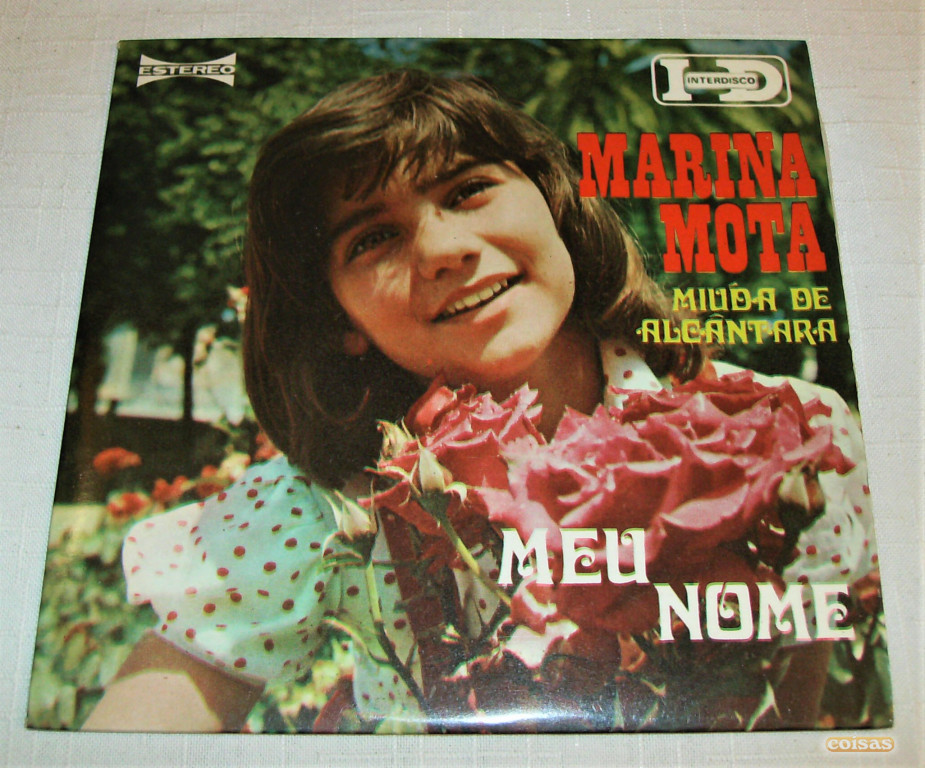 ESTEREO
INTERDISCO
MARINA
MOTA
MIÚDA DE
ALCÂNTARA
MEU
NOME
coisas